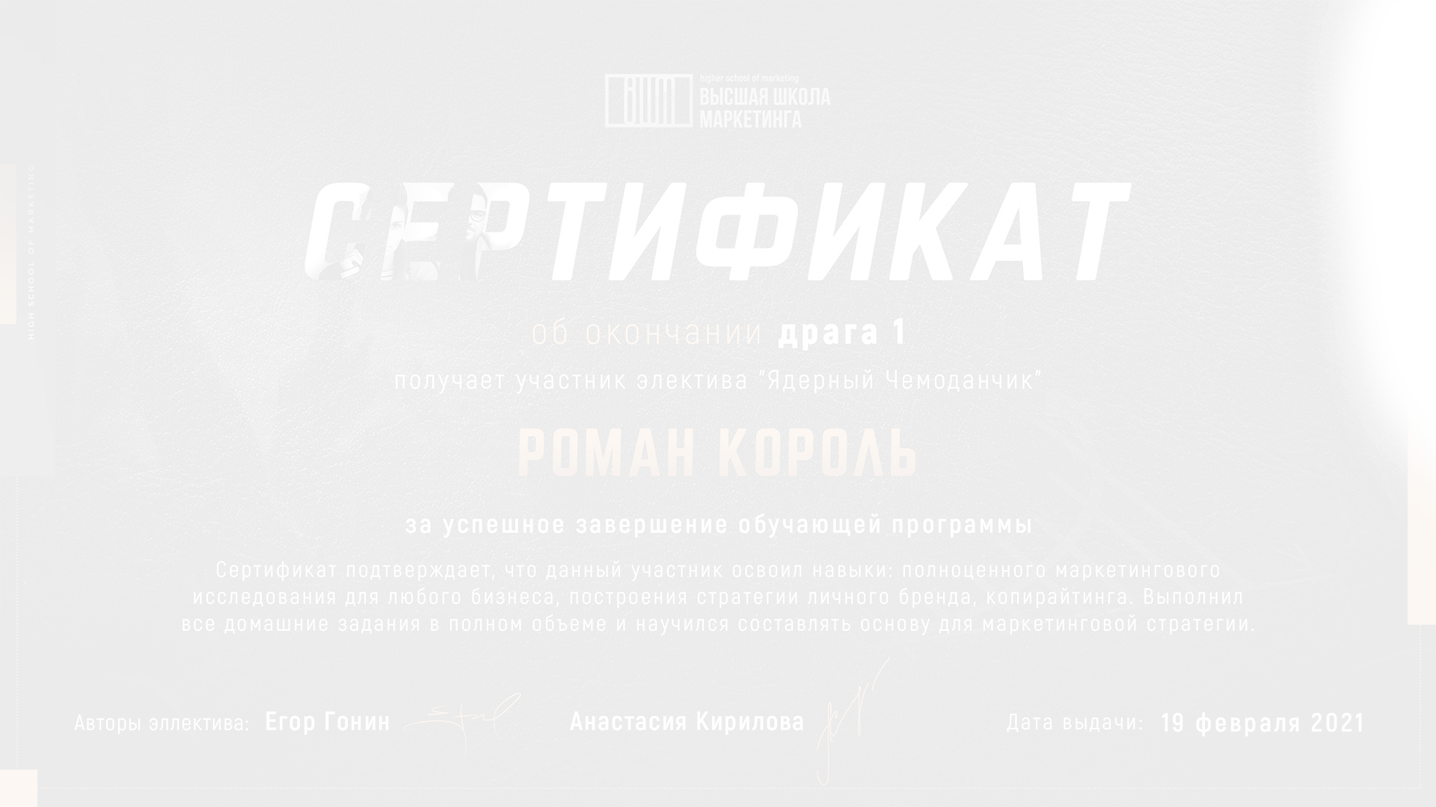 higher school of marketing
ВЫСШАЯ ШКОЛА
МАРКЕТИНГА
HIGH SCHOOL OF MARKETING
СЕРТИФИКАТ
об окончании драга 1
получает участник электива "Ядерный Чемоданчик"
РОМАН КОРОЛЬ
за успешное завершение обучающей программы
Сертификат подтверждает, что данный участник освоил навыки: полноценного маркетингового
исследования для любого бизнеса, построения стратегии личного бренда, копирайтинга. Выполнил
все домашние задания в полном объеме и научился составлять основу для маркетинговой стратегии.
Авторы эллектива: Егор Гонин Анастасия Кирилова Дата выдачи: 19 февраля 2021